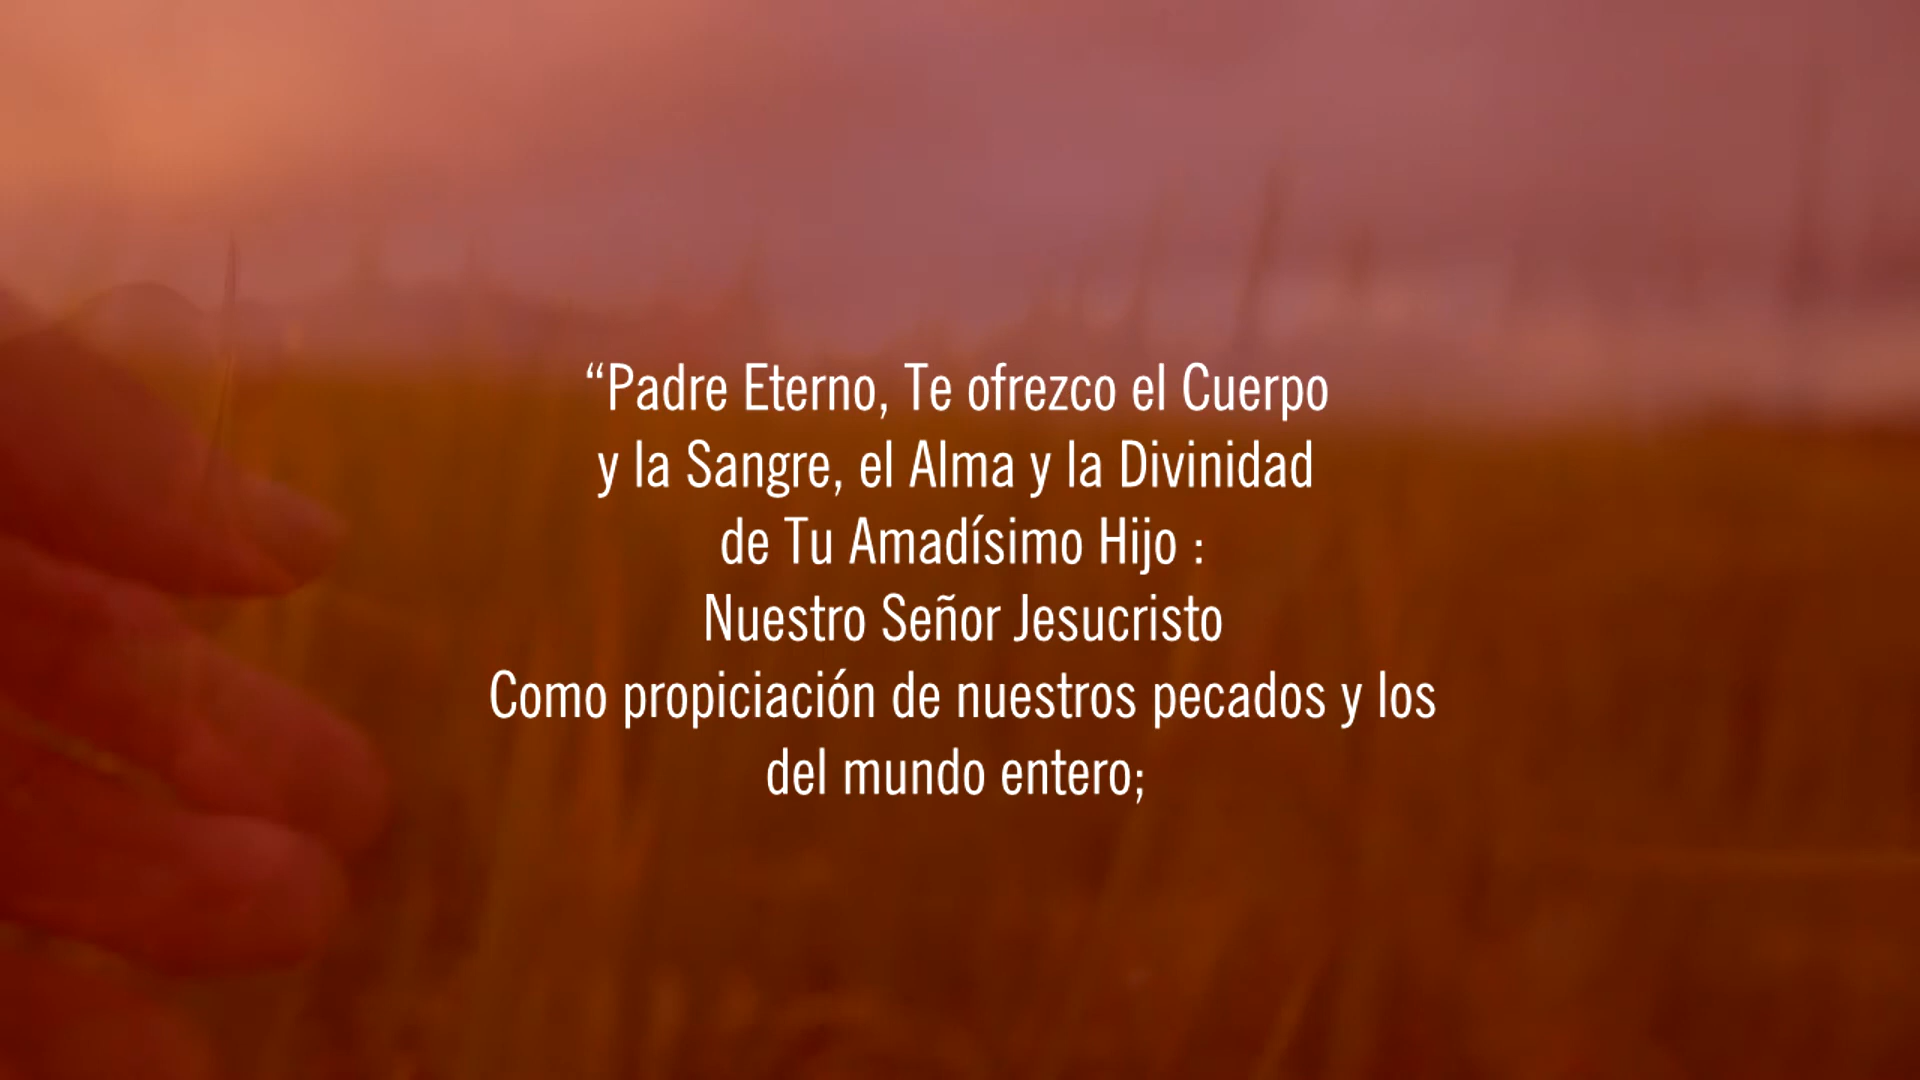 “Padre Eterno, Te ofrezco el Cuerpo
y la Sangre, el Alma y la Divinidad
de Tu Amadísimo Hijo :
Nuestro Señor Jesucristo
Como propiciación de nuestros pecados y los
del mundo entero;